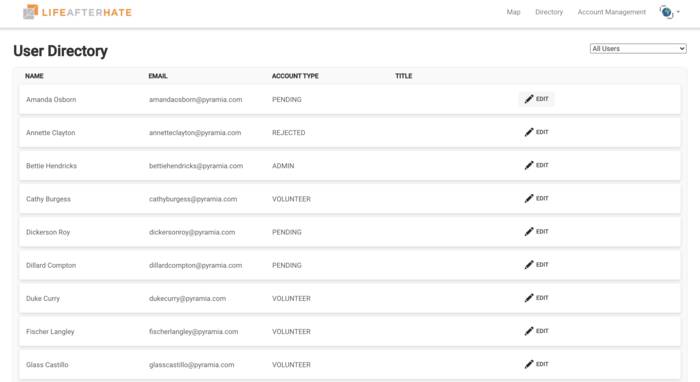 LIFEAFTERHATE Map Directory Account Management
User Directory All Users
NAME EMAIL ACCOUNT TYPE TITLE
Amanda Osborn amandaosborn@pyramia.com PENDING EDIT
Annette Clayton annetteclayton@pyramia.com REJECTED EDIT
Bettie Hendricks bettiehendricks@pyramia.com ADMIN EDIT
Cathy Burgess cathyburgess@pyramia.com VOLUNTEER EDIT
Dickerson Roy dickersonroy@pyramia.com PENDING EDIT
Dillard Compton dillardcompton@pyramia.com PENDING EDIT
Duke Curry dukecurry@pyramia.com VOLUNTEER EDIT
Fischer Langley fischerlangley@pyramia.com VOLUNTEER EDIT
Glass Castillo glasscastillo@pyramia.com VOLUNTEER EDIT